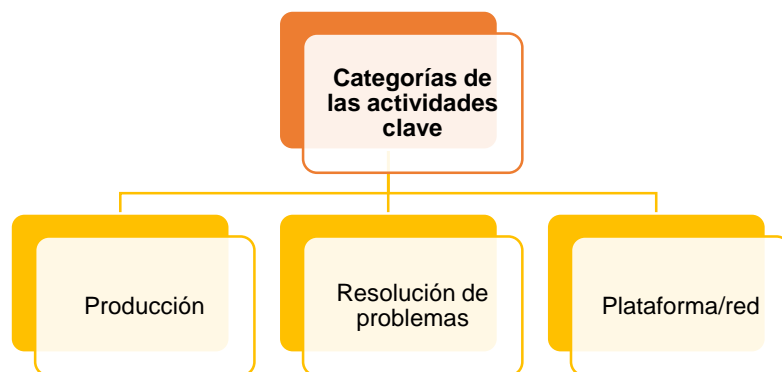 Categorías de
las actividades
clave
Producción
Resolución de
problemas
Plataforma/red